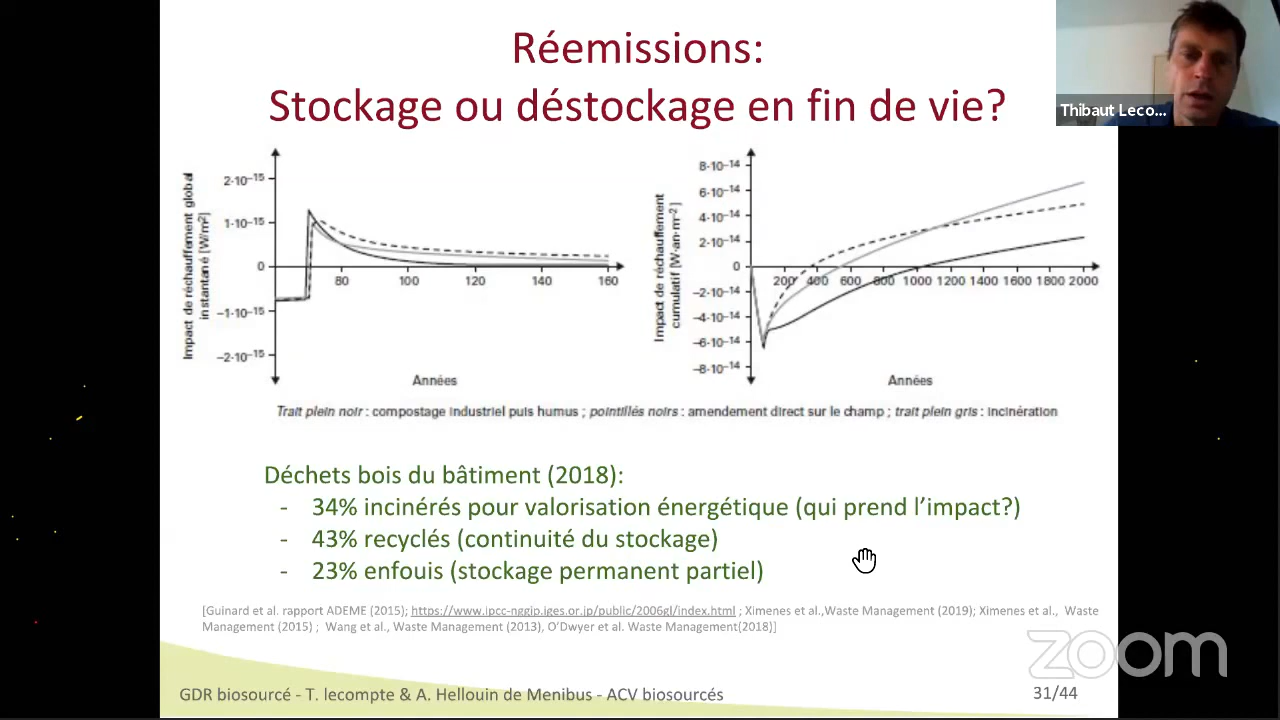 Réemissions:
Stockage ou déstockage en fin de vie?
Thibaut Leco...
Impact de réchauffement global
instantané [W/m²]
2·10⁻¹⁵
1·10⁻¹⁵
0
−1·10⁻¹⁵
−2·10⁻¹⁵
80
100
120
140
160
Années
Impact de réchauffement
cumulatif [W·an·m⁻²]
8·10⁻¹⁴
6·10⁻¹⁴
4·10⁻¹⁴
2·10⁻¹⁴
0
−2·10⁻¹⁴
−4·10⁻¹⁴
−6·10⁻¹⁴
−8·10⁻¹⁴
200 400 600 800 1000 1200 1400 1600 1800 2000
Années
Trait plein noir : compostage industriel puis humus ; pointillés noirs : amendement direct sur le champ ; trait plein gris : incinération
Déchets bois du bâtiment (2018):
- 34% incinérés pour valorisation énergétique (qui prend l’impact?)
- 43% recyclés (continuité du stockage)
- 23% enfouis (stockage permanent partiel)
[Guinard et al. rapport ADEME (2015); https://www.ipcc-nggip.iges.or.jp/public/2006gl/index.html ; Ximenes et al.,Waste Management (2019); Ximenes et al., Waste
Management (2015) ; Wang et al., Waste Management (2013), O’Dwyer et al. Waste Management(2018)]
zoom
GDR biosourcé - T. lecompte & A. Hellouin de Menibus - ACV biosourcés
31/44